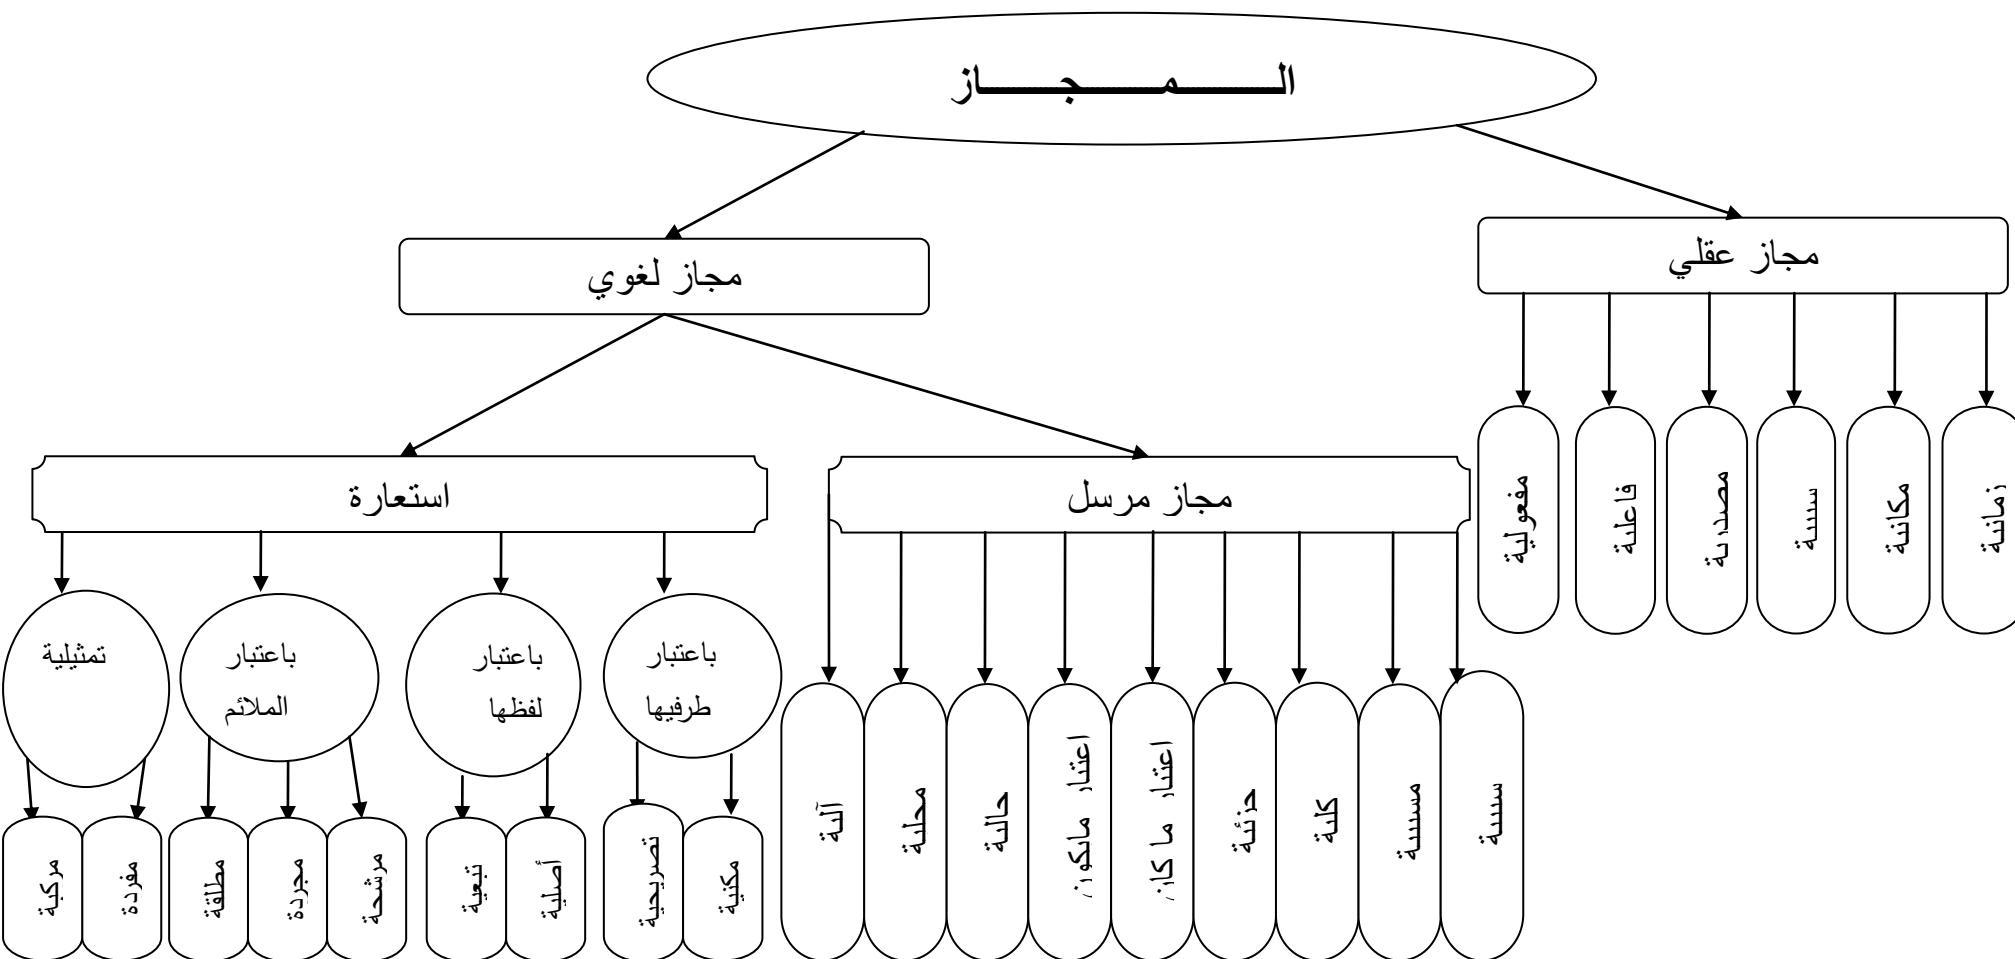 الـــمـــجـــاز
مجاز عقلي
مجاز لغوي
زمانية
مكانية
سببية
مصدرية
فاعلية
مفعولية
مجاز مرسل
استعارة
باعتبار
طرفيها
باعتبار
لفظها
باعتبار
الملائم
تمثيلية
سببية
مسببية
كلية
جزئية
اعتبار ما كان
اعتبار مايكون
حالية
محلية
آلية
مكنية
تصريحية
أصلية
تبعية
مرشحة
مجردة
مطلقة
مفردة
مركبة